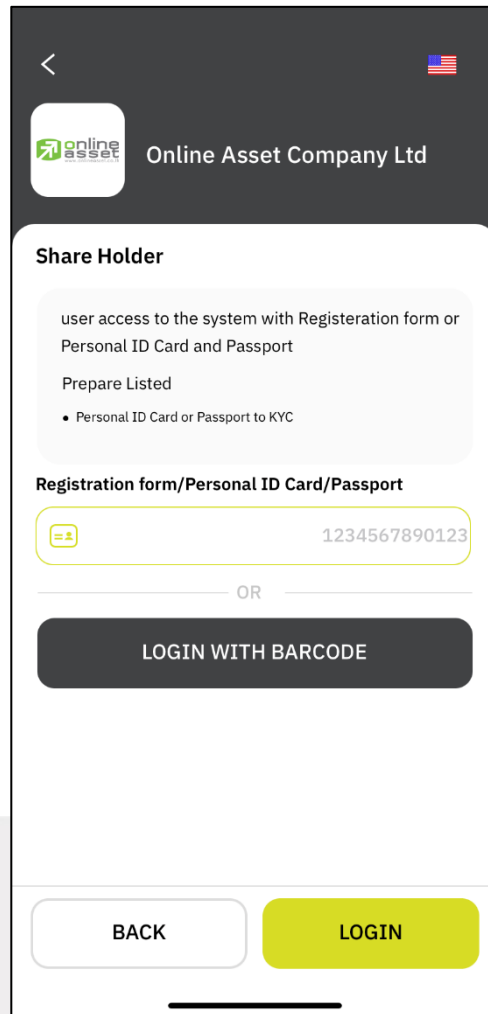 online
asset
Online Asset Company Ltd
Share Holder
user access to the system with Registeration form or
Personal ID Card and Passport
Prepare Listed
• Personal ID Card or Passport to KYC
Registration form/Personal ID Card/Passport
1234567890123
OR
LOGIN WITH BARCODE
BACK
LOGIN